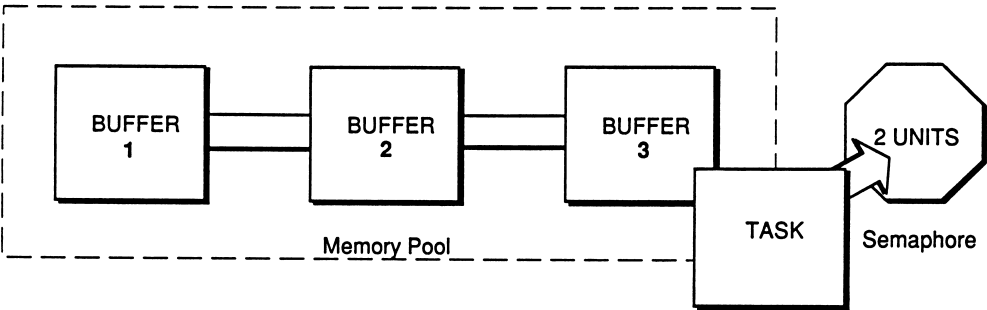 BUFFER
1
BUFFER
2
BUFFER
3
2 UNITS
TASK
Semaphore
Memory Pool